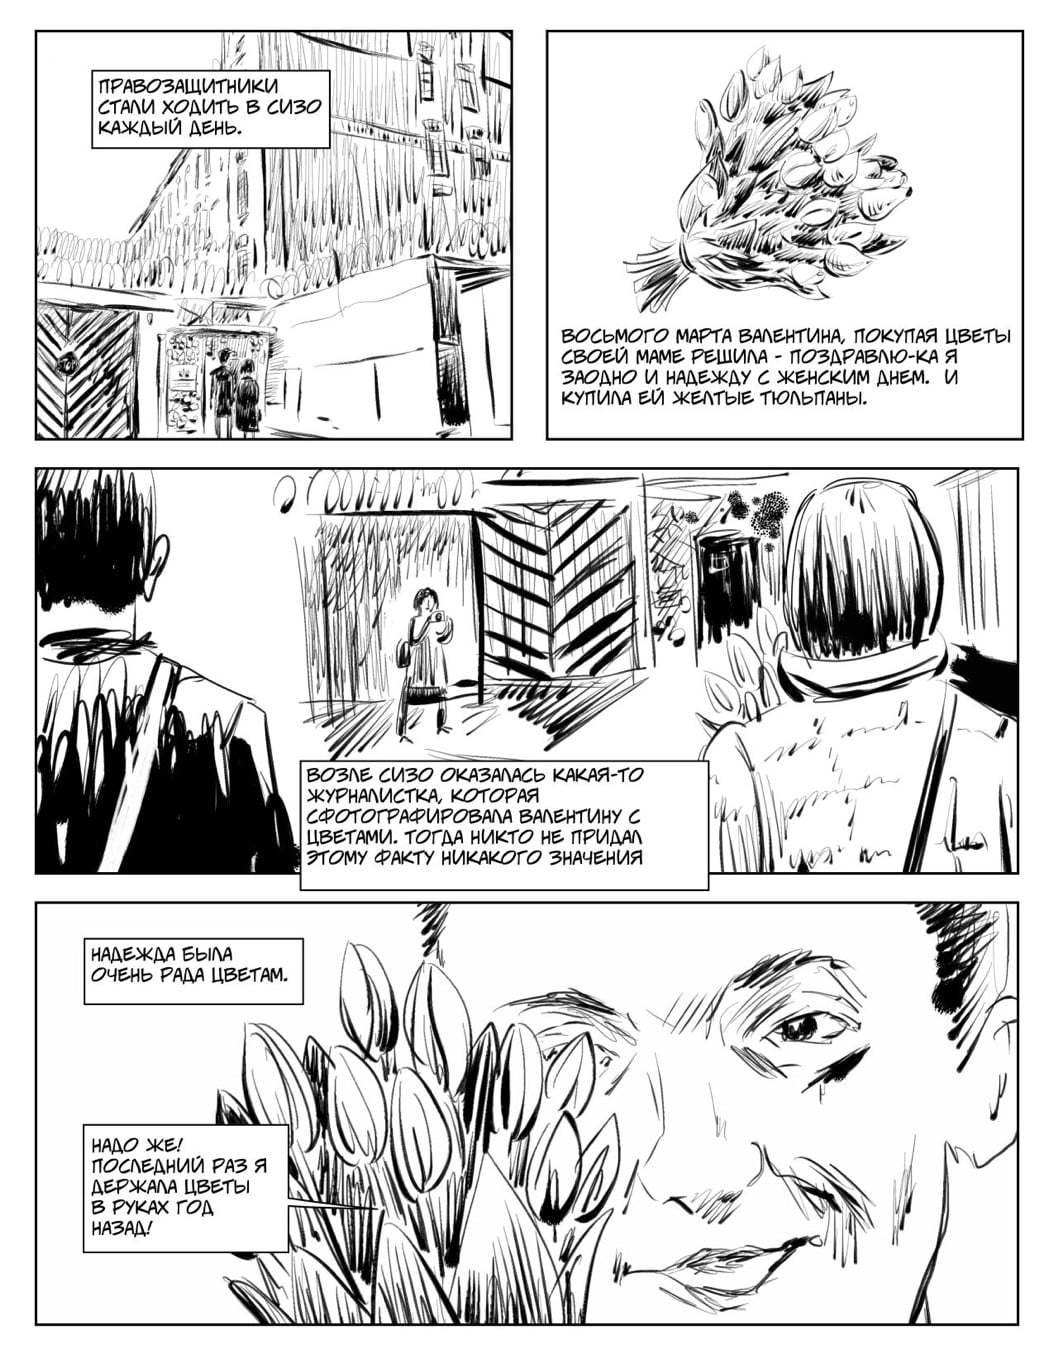 ПРАВОЗАЩИТНИКИ
СТАЛИ ХОДИТЬ В СИЗО
КАЖДЫЙ ДЕНЬ.
ВОСЬМОГО МАРТА ВАЛЕНТИНА, ПОКУПАЯ ЦВЕТЫ
СВОЕЙ МАМЕ РЕШИЛА - ПОЗДРАВЛЮ-КА Я
ЗАОДНО И НАДЕЖДУ С ЖЕНСКИМ ДНЕМ. И
КУПИЛА ЕЙ ЖЕЛТЫЕ ТЮЛЬПАНЫ.
ВОЗЛЕ СИЗО ОКАЗАЛАСЬ КАКАЯ-ТО
ЖУРНАЛИСТКА, КОТОРАЯ
СФОТОГРАФИРОВАЛА ВАЛЕНТИНУ С
ЦВЕТАМИ. ТОГДА НИКТО НЕ ПРИДАЛ
ЭТОМУ ФАКТУ НИКАКОГО ЗНАЧЕНИЯ
НАДЕЖДА БЫЛА
ОЧЕНЬ РАДА ЦВЕТАМ.
НАДО ЖЕ!
ПОСЛЕДНИЙ РАЗ Я
ДЕРЖАЛА ЦВЕТЫ
В РУКАХ ГОД
НАЗАД!